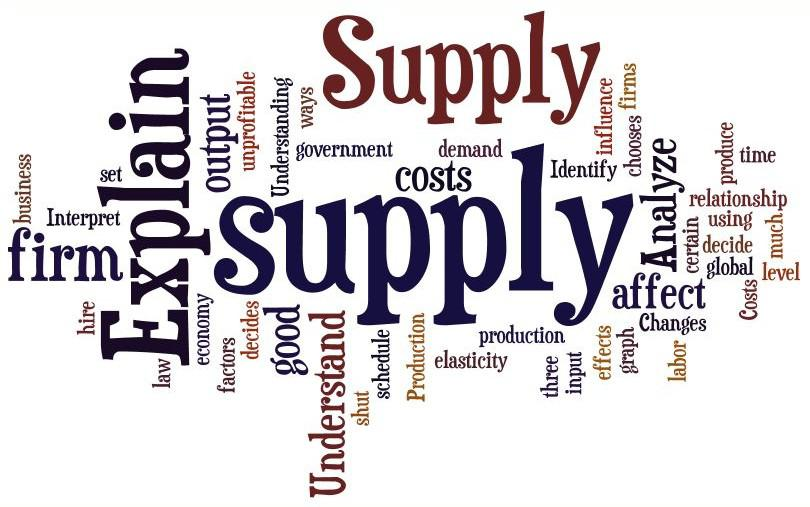 Supply
supply
Explain
firm
business
Interpret
set
hire
law
economy
factors
decides
output
unprofitable
Understanding
ways
government
demand
costs
good
Understand
shut
schedule
Production
elasticity
production
Identify
influence
firms
chooses
Analyze
affect
Changes
three
input
effects
graph
labor
produce
time
relationship
using
certain
decide
global
much
level
Costs